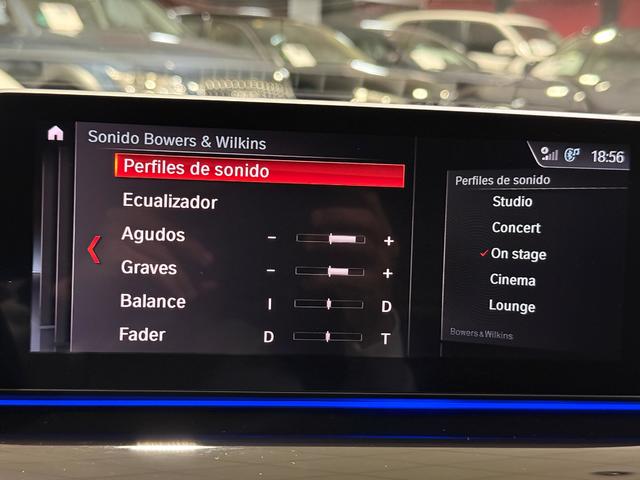 Sonido Bowers & Wilkins
18:56
Perfiles de sonido
Ecualizador
Agudos - +
Graves - +
Balance I D
Fader D T
Perfiles de sonido
Studio
Concert
On stage
Cinema
Lounge
Bowers & Wilkins